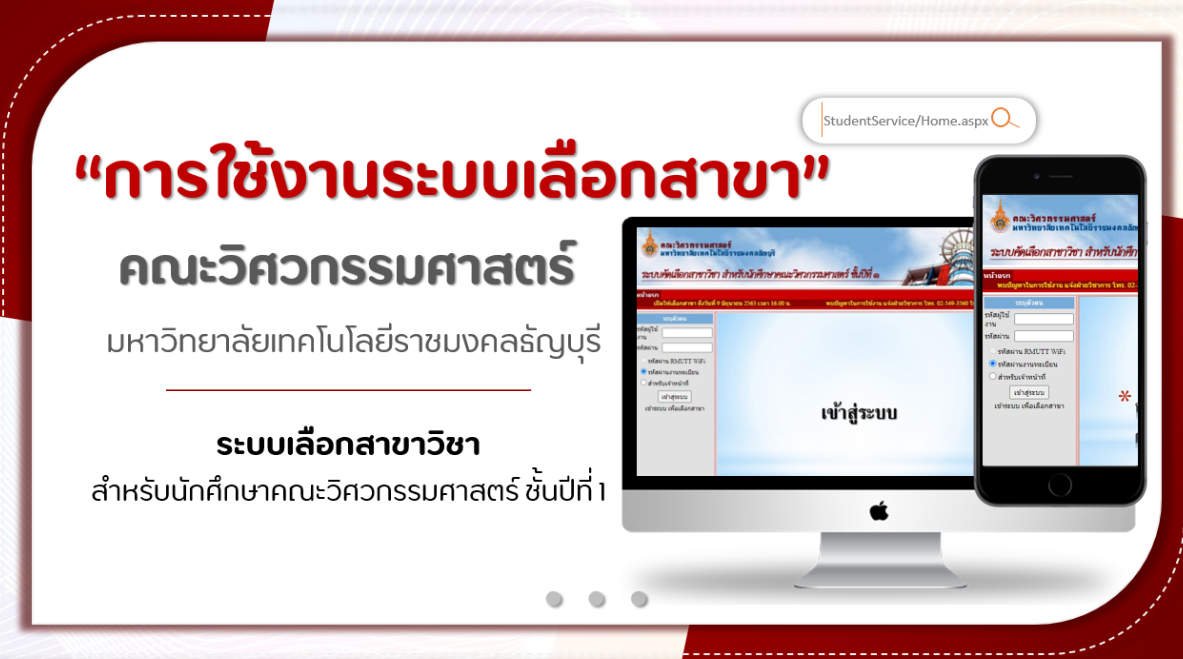 StudentService/Home.aspx
“การใช้งานระบบเลือกสาขา”
คณะวิศวกรรมศาสตร์
มหาวิทยาลัยเทคโนโลยีราชมงคลธัญบุรี
ระบบเลือกสาขาวิชา
สำหรับนักศึกษาคณะวิศวกรรมศาสตร์ ชั้นปีที่ 1
คณะวิศวกรรมศาสตร์
มหาวิทยาลัยเทคโนโลยีราชมงคลธัญบุรี
ระบบคัดเลือกสาขาวิชา สำหรับนักศึกษาคณะวิศวกรรมศาสตร์ ชั้นปีที่ ๑
หน้าแรก
เปิดให้เลือกสาขา ถึงวันที่ 9 มิถุนายน 2563 เวลา 16.00 น. พบปัญหาในการใช้งาน แจ้งฝ่ายวิชาการ โทร. 02-549-3360
ระบุตัวตน
รหัสผู้ใช้งาน
รหัสผ่าน
รหัสผ่าน RMUTT WiFi
รหัสผ่านงานทะเบียน
สำหรับเจ้าหน้าที่
เข้าสู่ระบบ
เข้าระบบ เพื่อเลือกสาขา
เข้าสู่ระบบ
คณะวิศวกรรมศาสตร์
มหาวิทยาลัยเทคโนโลยีราชมงคลธัญ
ระบบคัดเลือกสาขาวิชา สำหรับนักศึก
หน้าแรก
พบปัญหาในการใช้งาน แจ้งฝ่ายวิชาการ โทร. 02-
ระบุตัวตน
รหัสผู้ใช้
งาน
รหัสผ่าน
รหัสผ่าน RMUTT WiFi
รหัสผ่านงานทะเบียน
สำหรับเจ้าหน้าที่
เข้าสู่ระบบ
เข้าระบบ เพื่อเลือกสาขา
*